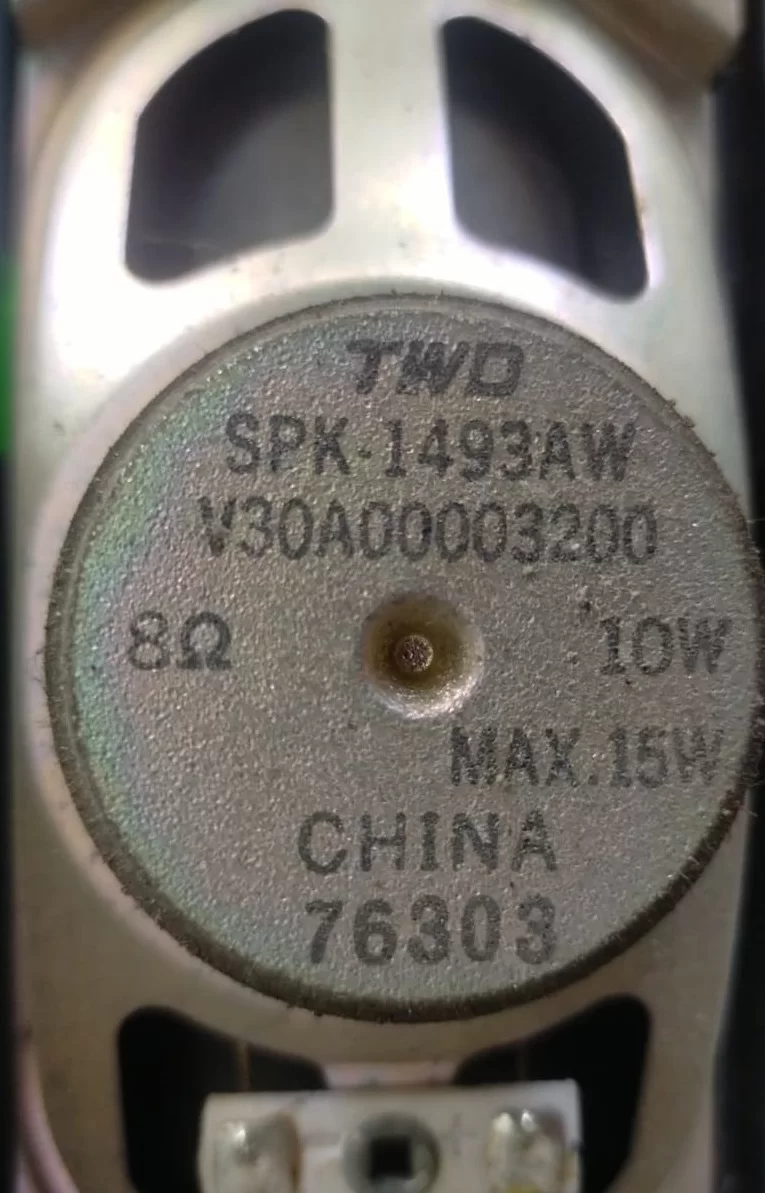 TWD
SPK-1493AW
V30A00003200
8Ω 10W
MAX.15W
CHINA
76303